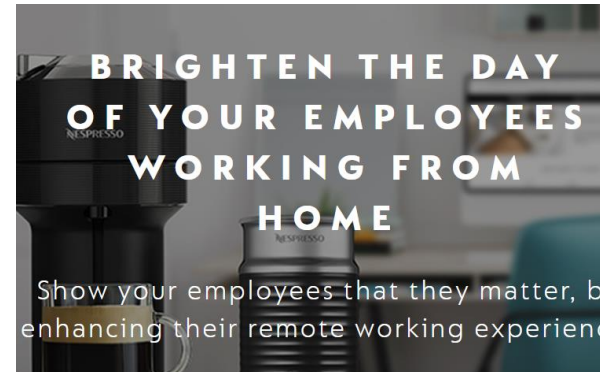 BRIGHTEN THE DAY
OF YOUR EMPLOYEES
NESPRESSO
WORKING FROM
HOME
NESPRESSO
Show your employees that they matter, b
enhancing their remote working experienc